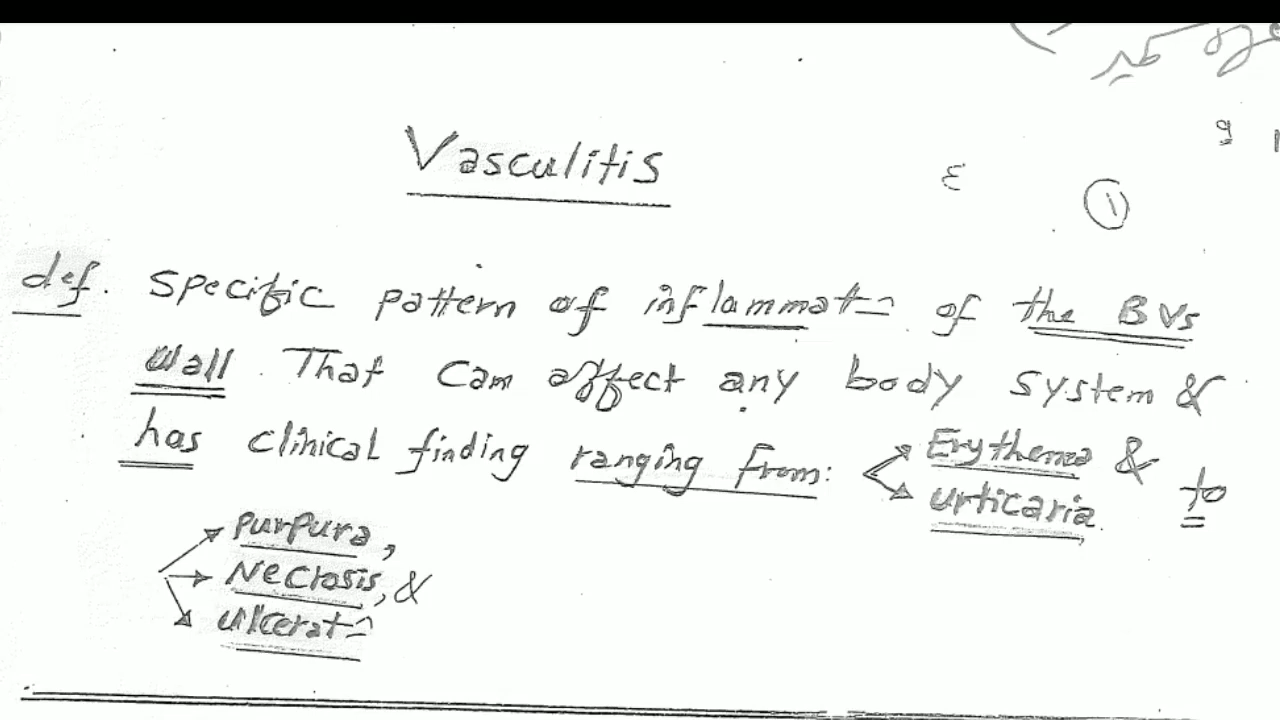 Vasculitis
ε ①
def. Specific pattern of inflammat= of the BVs
wall. That can affect any body system &
has clinical finding ranging from: Erythema & urticaria. to
purpura,
Necrosis, &
ulcerat=